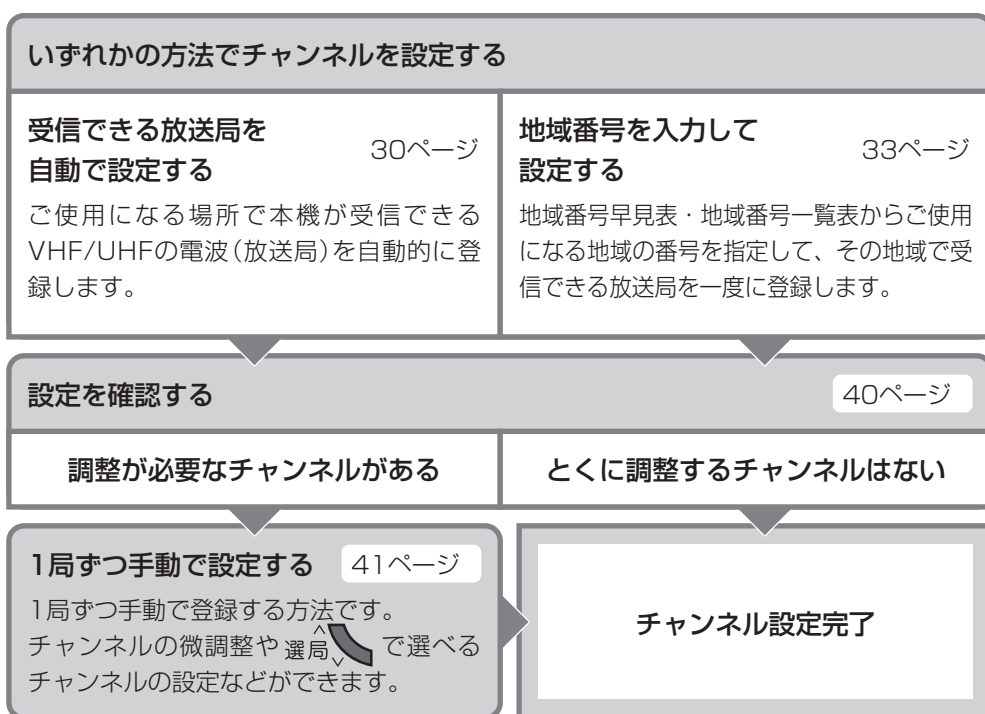 いずれかの方法でチャンネルを設定する
受信できる放送局を
自動で設定する
30ページ
ご使用になる場所で本機が受信できる
VHF/UHFの電波(放送局)を自動的に登
録します。
地域番号を入力して
設定する
33ページ
地域番号早見表・地域番号一覧表からご使用
になる地域の番号を指定して、その地域で受
信できる放送局を一度に登録します。
設定を確認する
40ページ
調整が必要なチャンネルがある
とくに調整するチャンネルはない
1局ずつ手動で設定する 41ページ
1局ずつ手動で登録する方法です。
チャンネルの微調整や 選局 で選べる
チャンネルの設定などができます。
チャンネル設定完了